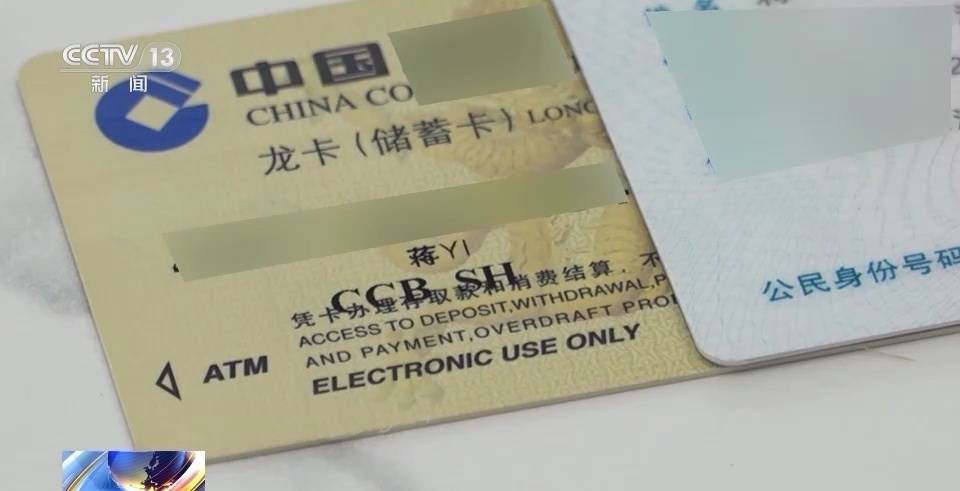 CCTV 13
新闻
中国
CHINA CO
龙卡(储蓄卡) LONG
蒋YI
CCB SH
凭卡办理存取款和消费结算，不
ACCESS TO DEPOSIT,WITHDRAWAL,P
AND PAYMENT,OVERDRAFT PRO
ATM
ELECTRONIC USE ONLY
公民身份号码